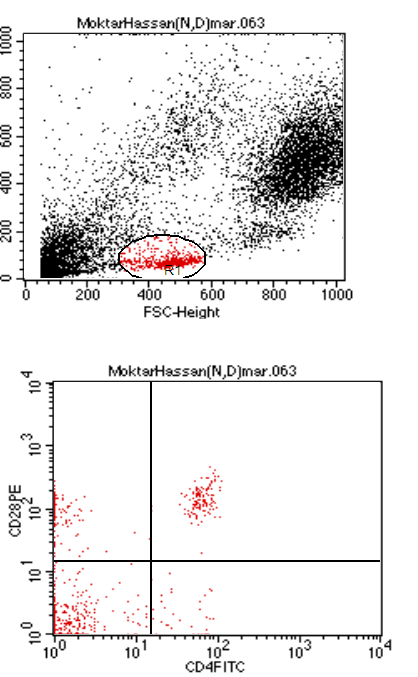 MoktarHassan(N,D)mar.063
1000
800
600
400
200
0
R1
0 200 400 600 800 1000
FSC-Height
MoktarHassan(N,D)mar.063
10^4
10^3
10^2
10^1
10^0
CD28PE
10^0 10^1 10^2 10^3 10^4
CD4FITC